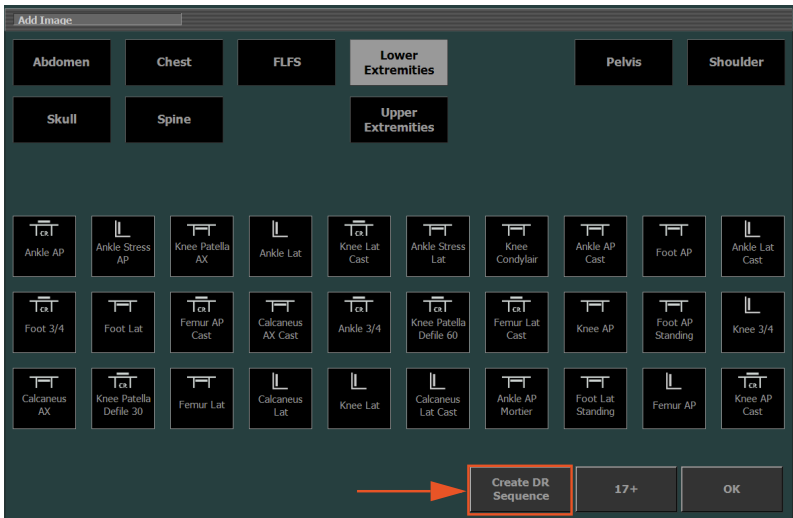 Add Image
Abdomen
Chest
FLFS
Lower
Extremities
Pelvis
Shoulder
Skull
Spine
Upper
Extremities
CR
Ankle AP
Ankle Stress
AP
Knee Patella
AX
Ankle Lat
CR
Knee Lat
Cast
Ankle Stress
Lat
Knee
Condylair
Ankle AP
Cast
Foot AP
Ankle Lat
Cast
CR
Foot 3/4
Foot Lat
CR
Femur AP
Cast
Calcaneus
AX Cast
CR
Ankle 3/4
CR
Knee Patella
Defile 60
CR
Femur Lat
Cast
Knee AP
Foot AP
Standing
Knee 3/4
Calcaneus
AX
CR
Knee Patella
Defile 30
Femur Lat
Calcaneus
Lat
Knee Lat
Calcaneus
Lat Cast
Ankle AP
Mortier
Foot Lat
Standing
Femur AP
CR
Knee AP
Cast
Create DR
Sequence
17+
OK